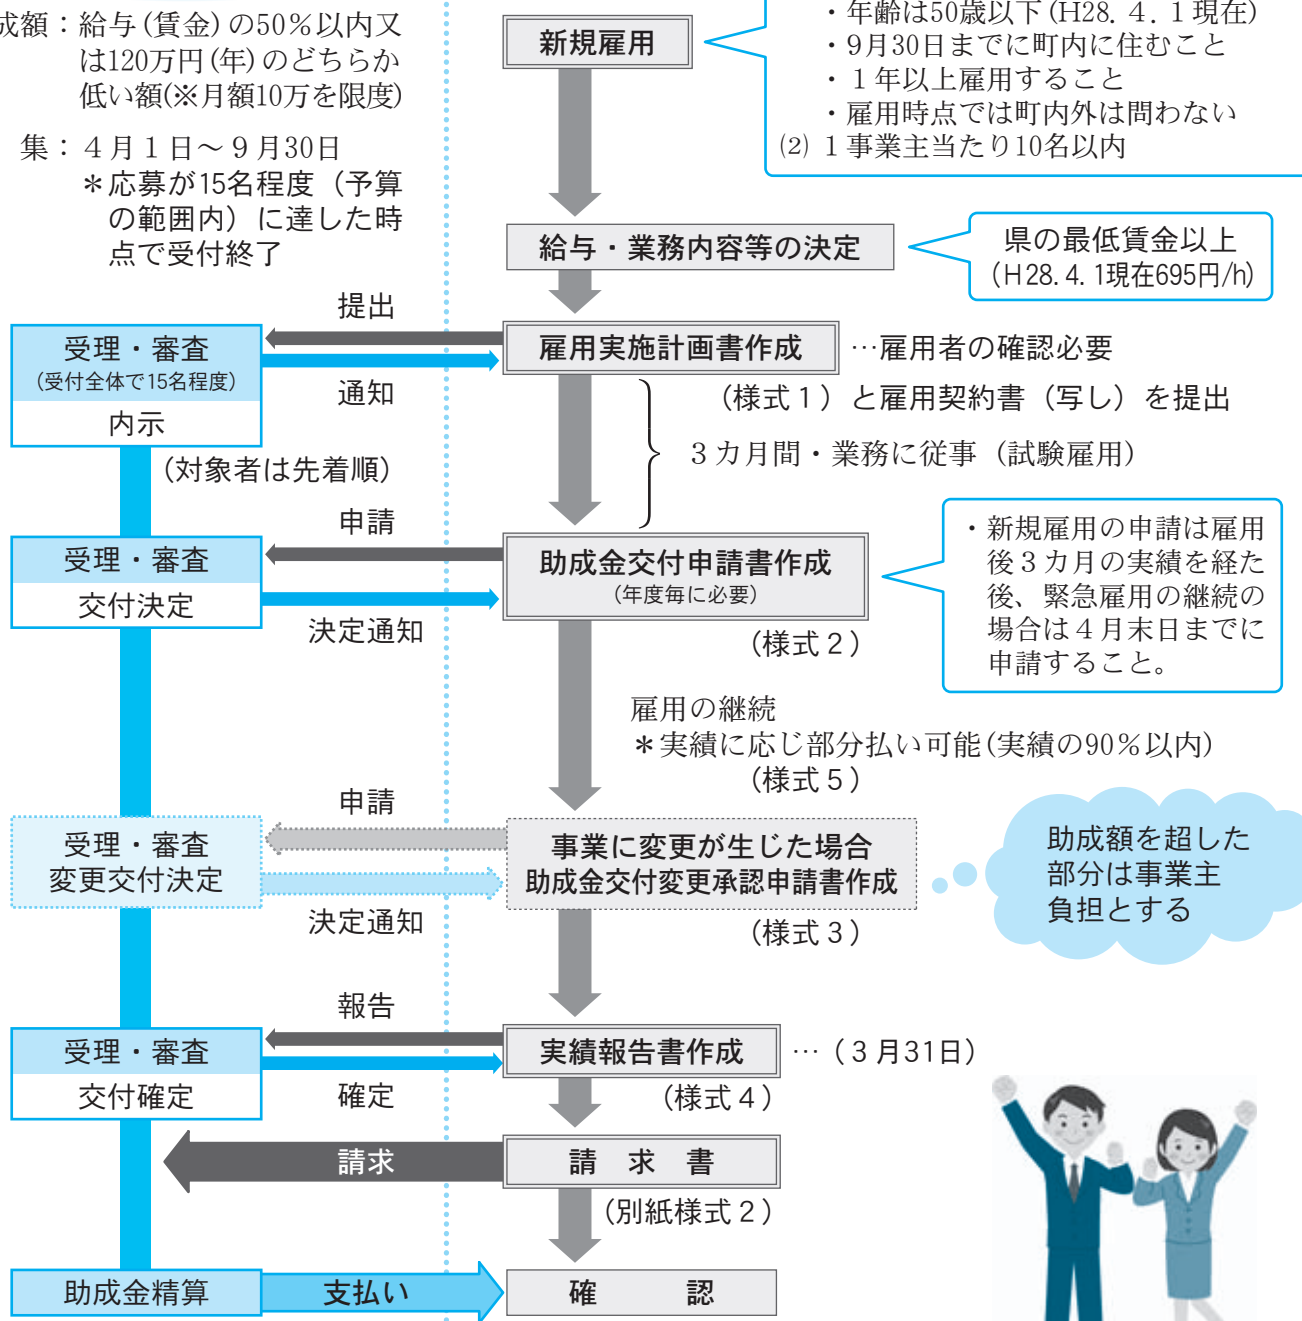 成額：給与(賃金)の50％以内又
は120万円(年)のどちらか
低い額(※月額10万を限度)
集：４月１日～９月30日
＊応募が15名程度（予算
の範囲内）に達した時
点で受付終了
新規雇用
・年齢は50歳以下(H28.４.１現在)
・9月30日までに町内に住むこと
・１年以上雇用すること
・雇用時点では町内外は問わない
⑵ １事業主当たり10名以内
給与・業務内容等の決定
県の最低賃金以上
(H28.4.1現在695円/h)
提出
受理・審査
(受付全体で15名程度)
内示
通知
雇用実施計画書作成 …雇用者の確認必要
(様式１) と雇用契約書（写し）を提出
(対象者は先着順)
３カ月間・業務に従事（試験雇用）
申請
受理・審査
交付決定
決定通知
助成金交付申請書作成
(年度毎に必要)
(様式２)
・新規雇用の申請は雇用
後３カ月の実績を経た
後、緊急雇用の継続の
場合は４月末日までに
申請すること。
雇用の継続
＊実績に応じ部分払い可能(実績の90％以内)
(様式５)
申請
受理・審査
変更交付決定
決定通知
事業に変更が生じた場合
助成金交付変更承認申請書作成
(様式３)
助成額を超した
部分は事業主
負担とする
報告
受理・審査
交付確定
確定
実績報告書作成 …（３月31日）
(様式４)
請求
請　求　書
(別紙様式２)
助成金精算
支払い
確　　　認